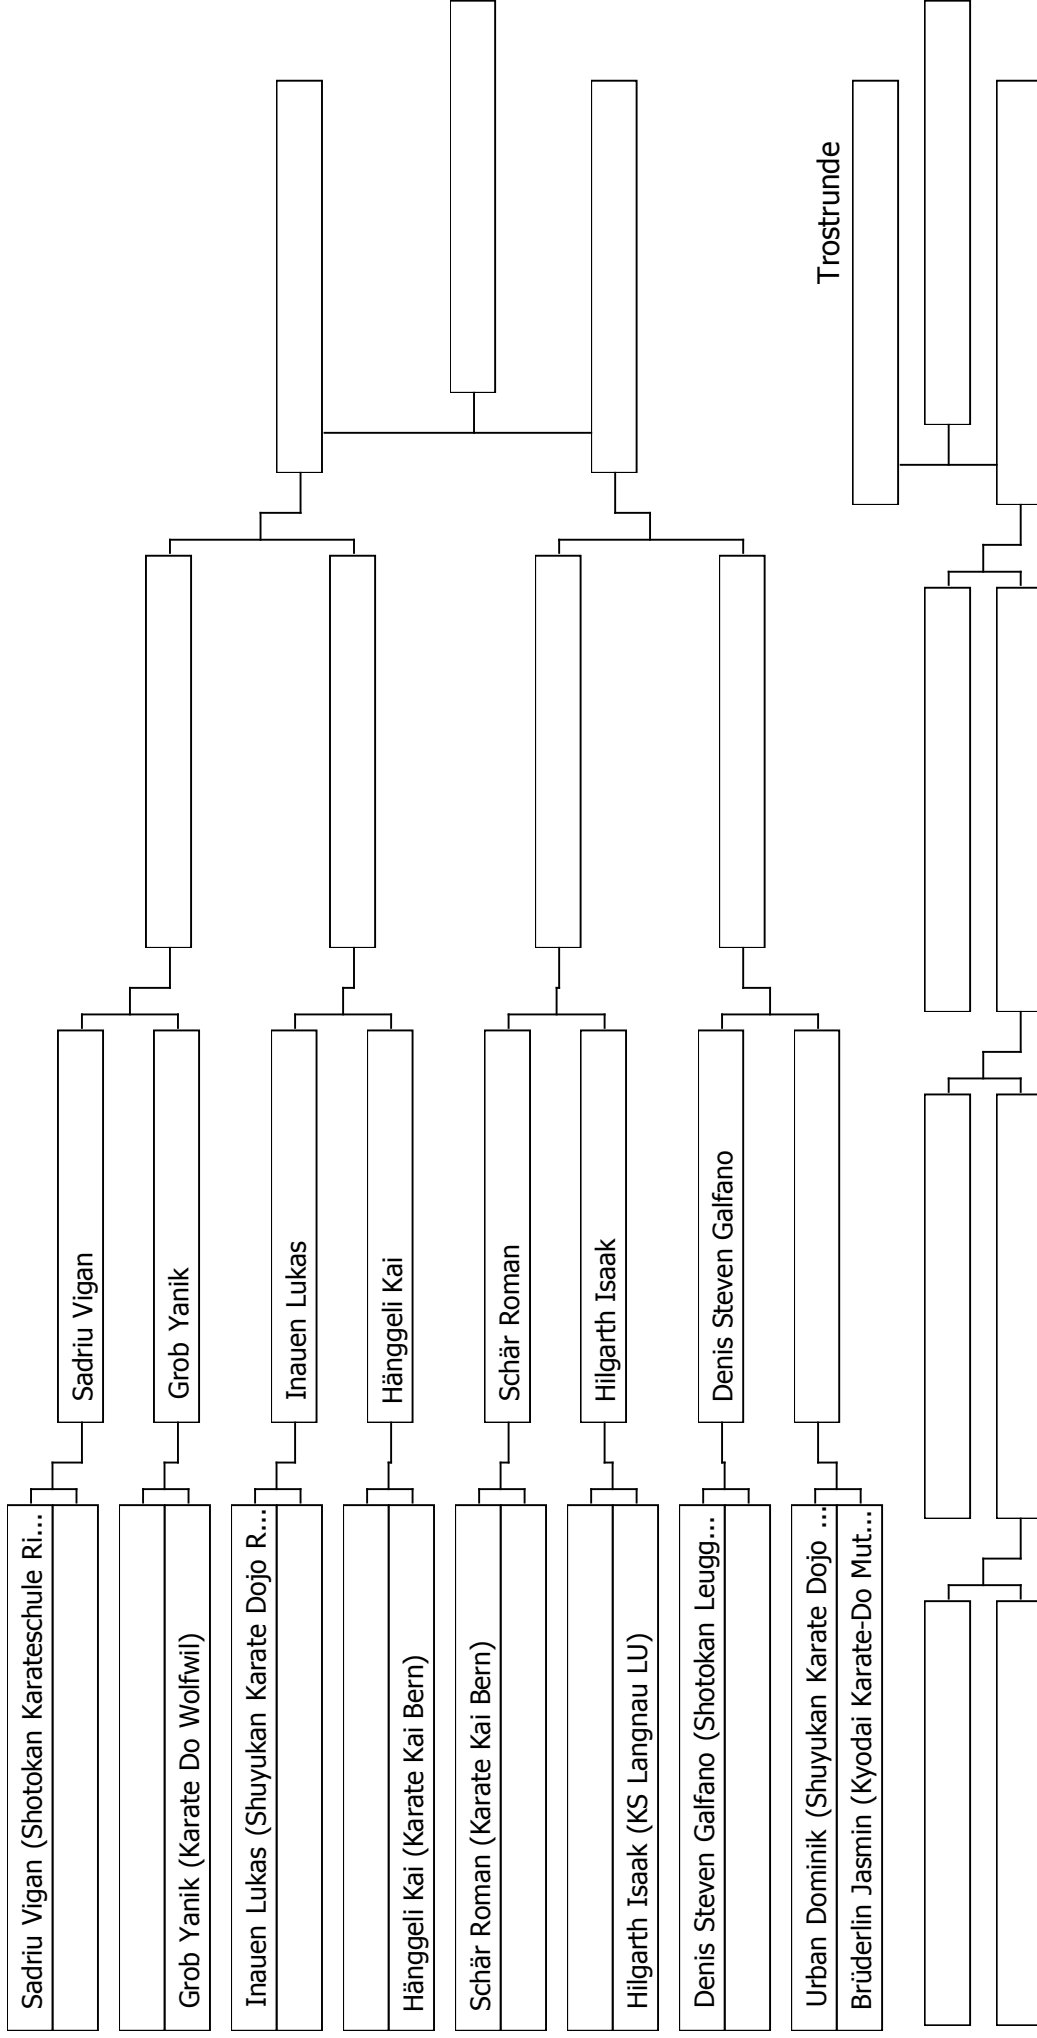 Sadriu Vigan (Shotokan Karateschule Ri...
Grob Yanik (Karate Do Wolfwil)
Inauen Lukas (Shuyukan Karate Dojo R...
Hänggeli Kai (Karate Kai Bern)
Schär Roman (Karate Kai Bern)
Hilgarth Isaak (KS Langnau LU)
Denis Steven Galfano (Shotokan Leugg...
Urban Dominik (Shuyukan Karate Dojo ...
Brüderlin Jasmin (Kyodai Karate-Do Mut...
Sadriu Vigan
Grob Yanik
Inauen Lukas
Hänggeli Kai
Schär Roman
Hilgarth Isaak
Denis Steven Galfano
Trostrunde